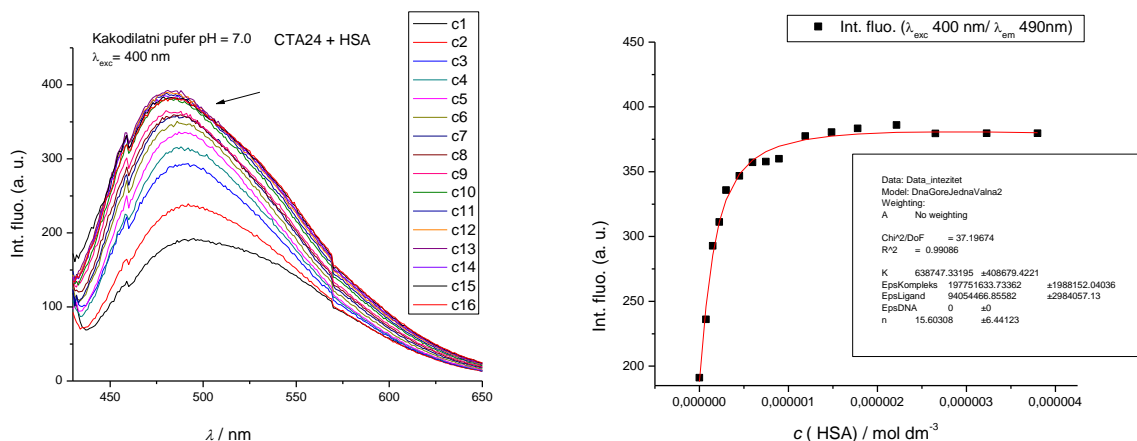 Kakodilatni pufer pH = 7.0
λexc= 400 nm
CTA24 + HSA
c1
c2
c3
c4
c5
c6
c7
c8
c9
c10
c11
c12
c13
c14
c15
c16
Int. fluo. (a. u.)
400
300
200
100
0
450
500
550
600
650
λ / nm
Int. fluo. (λexc 400 nm/ λem 490nm)
Int. fluo. (a. u.)
450
400
350
300
250
200
Data: Data_intezitet
Model: DnaGoreJednaValna2
Weighting:
A No weighting
Chi^2/DoF = 37.19674
R^2 = 0.99086
K 638747.33195 ±408679.4221
EpsKompleks 197751633.73362 ±1988152.04036
EpsLigand 94054466.85582 ±2984057.13
EpsDNA 0 ±0
n 15.60308 ±6.44123
0,000000
0,000001
0,000002
0,000003
0,000004
c ( HSA) / mol dm-3